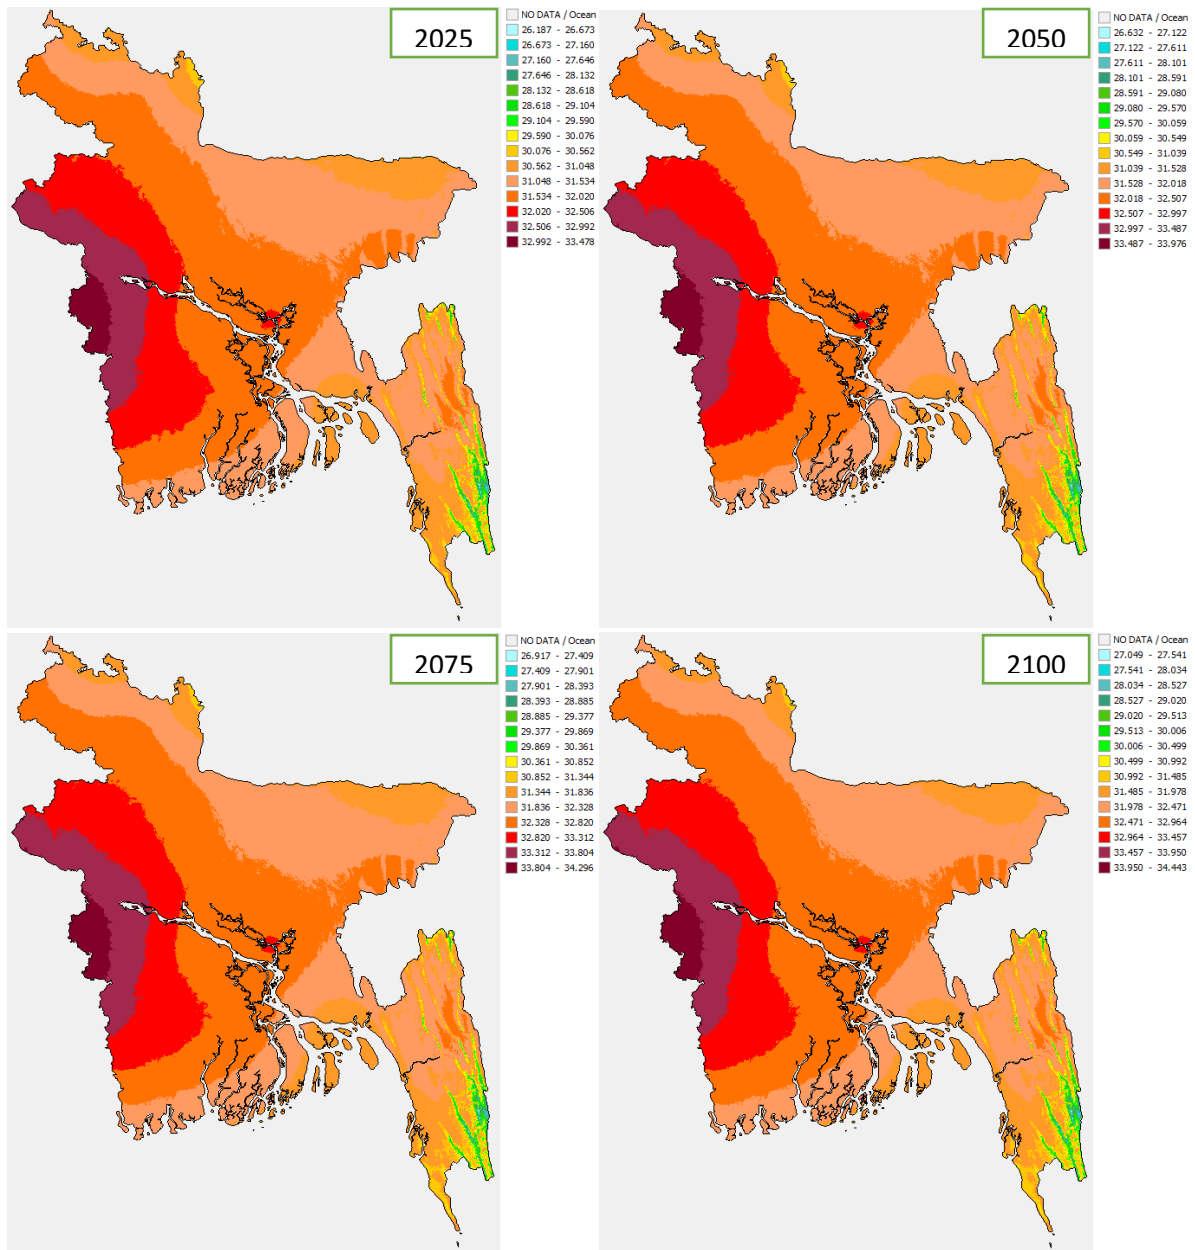 2025
NO DATA / Ocean
26.187 - 26.673
26.673 - 27.160
27.160 - 27.646
27.646 - 28.132
28.132 - 28.618
28.618 - 29.104
29.104 - 29.590
29.590 - 30.076
30.076 - 30.562
30.562 - 31.048
31.048 - 31.534
31.534 - 32.020
32.020 - 32.506
32.506 - 32.992
32.992 - 33.478
2050
NO DATA / Ocean
26.632 - 27.122
27.122 - 27.611
27.611 - 28.101
28.101 - 28.591
28.591 - 29.080
29.080 - 29.570
29.570 - 30.059
30.059 - 30.549
30.549 - 31.039
31.039 - 31.528
31.528 - 32.018
32.018 - 32.507
32.507 - 32.997
32.997 - 33.487
33.487 - 33.976
2075
NO DATA / Ocean
26.917 - 27.409
27.409 - 27.901
27.901 - 28.393
28.393 - 28.885
28.885 - 29.377
29.377 - 29.869
29.869 - 30.361
30.361 - 30.852
30.852 - 31.344
31.344 - 31.836
31.836 - 32.328
32.328 - 32.820
32.820 - 33.312
33.312 - 33.804
33.804 - 34.296
2100
NO DATA / Ocean
27.049 - 27.541
27.541 - 28.034
28.034 - 28.527
28.527 - 29.020
29.020 - 29.513
29.513 - 30.006
30.006 - 30.499
30.499 - 30.992
30.992 - 31.485
31.485 - 31.978
31.978 - 32.471
32.471 - 32.964
32.964 - 33.457
33.457 - 33.950
33.950 - 34.443